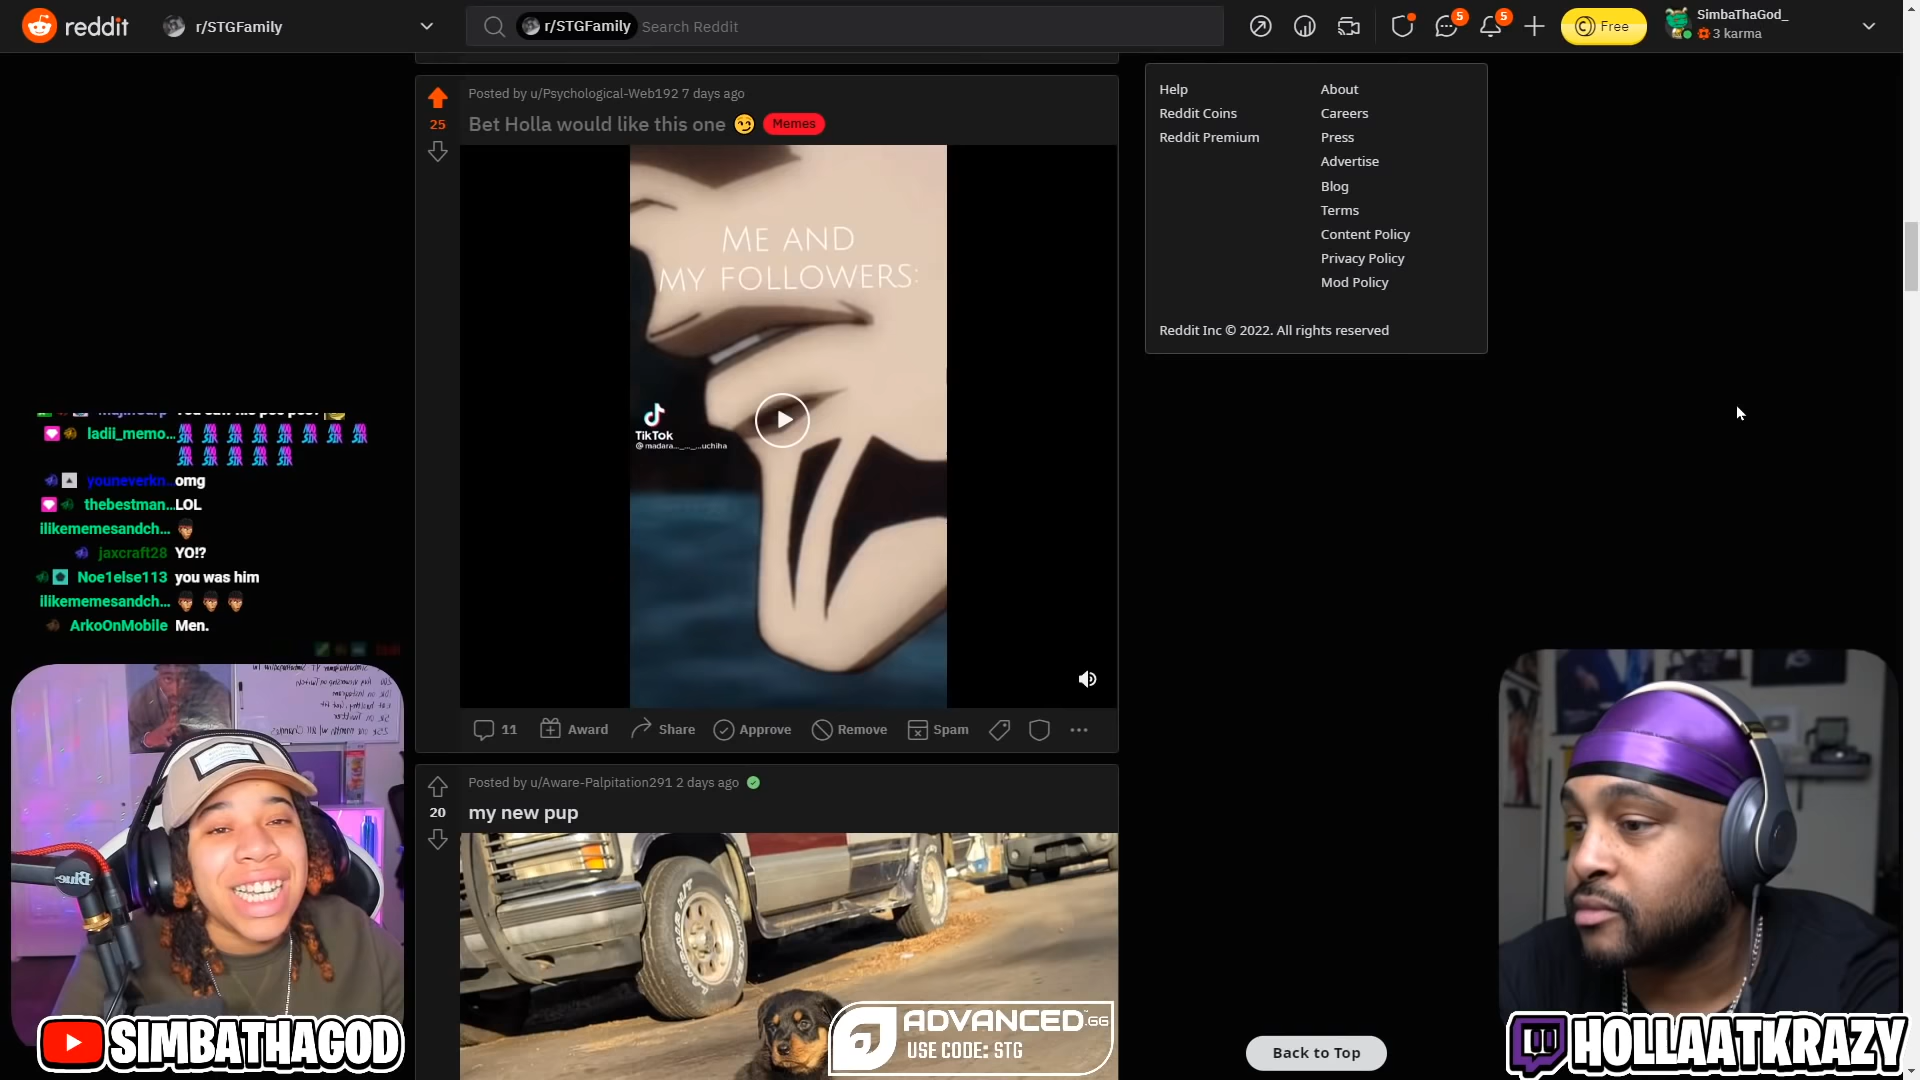 reddit
r/STGFamily
r/STGFamily Search Reddit
5
5
Free
SimbaThaGod_
3 karma
Posted by u/Psychological-Web192 7 days ago
25
Bet Holla would like this one
Memes
ME AND
MY FOLLOWERS:
TikTok
11
Award
Share
Approve
Remove
Spam
Posted by u/Aware-Palpitation291 2 days ago
20
my new pup
ADVANCED.GG
USE CODE: STG
Help
Reddit Coins
Reddit Premium
About
Careers
Press
Advertise
Blog
Terms
Content Policy
Privacy Policy
Mod Policy
Reddit Inc © 2022. All rights reserved
Back to Top
ladii_memo...
youneverkn... omg
thebestman... LOL
ilikememesandch...
jaxcraft28 YO!?
Noe1else113 you was him
ilikememesandch...
ArkoOnMobile Men.
Blue
SIMBATHAGOD
HOLLAATKRAZY